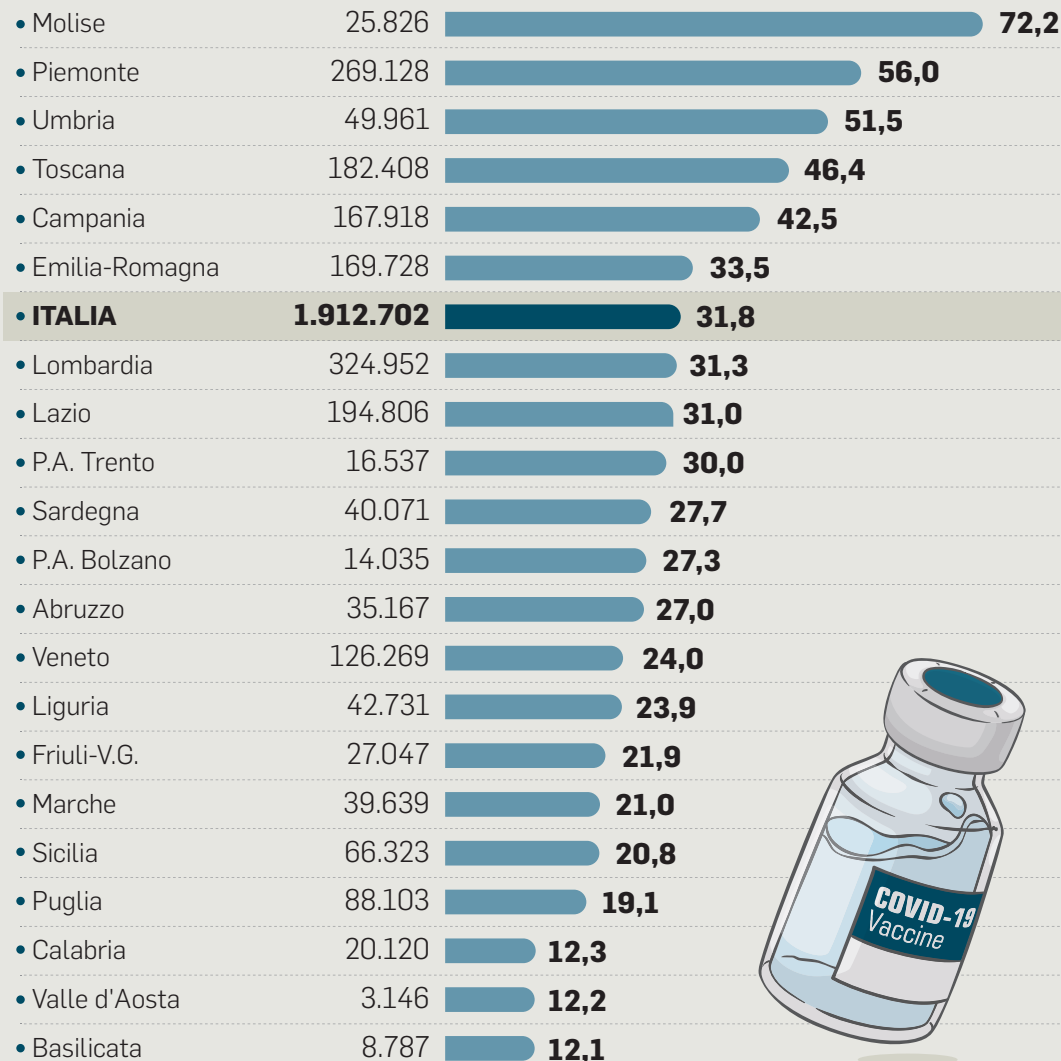 • Molise 25.826 72,2
• Piemonte 269.128 56,0
• Umbria 49.961 51,5
• Toscana 182.408 46,4
• Campania 167.918 42,5
• Emilia-Romagna 169.728 33,5
• ITALIA 1.912.702 31,8
• Lombardia 324.952 31,3
• Lazio 194.806 31,0
• P.A. Trento 16.537 30,0
• Sardegna 40.071 27,7
• P.A. Bolzano 14.035 27,3
• Abruzzo 35.167 27,0
• Veneto 126.269 24,0
• Liguria 42.731 23,9
• Friuli-V.G. 27.047 21,9
• Marche 39.639 21,0
• Sicilia 66.323 20,8
• Puglia 88.103 19,1
• Calabria 20.120 12,3
• Valle d'Aosta 3.146 12,2
• Basilicata 8.787 12,1
COVID-19
Vaccine